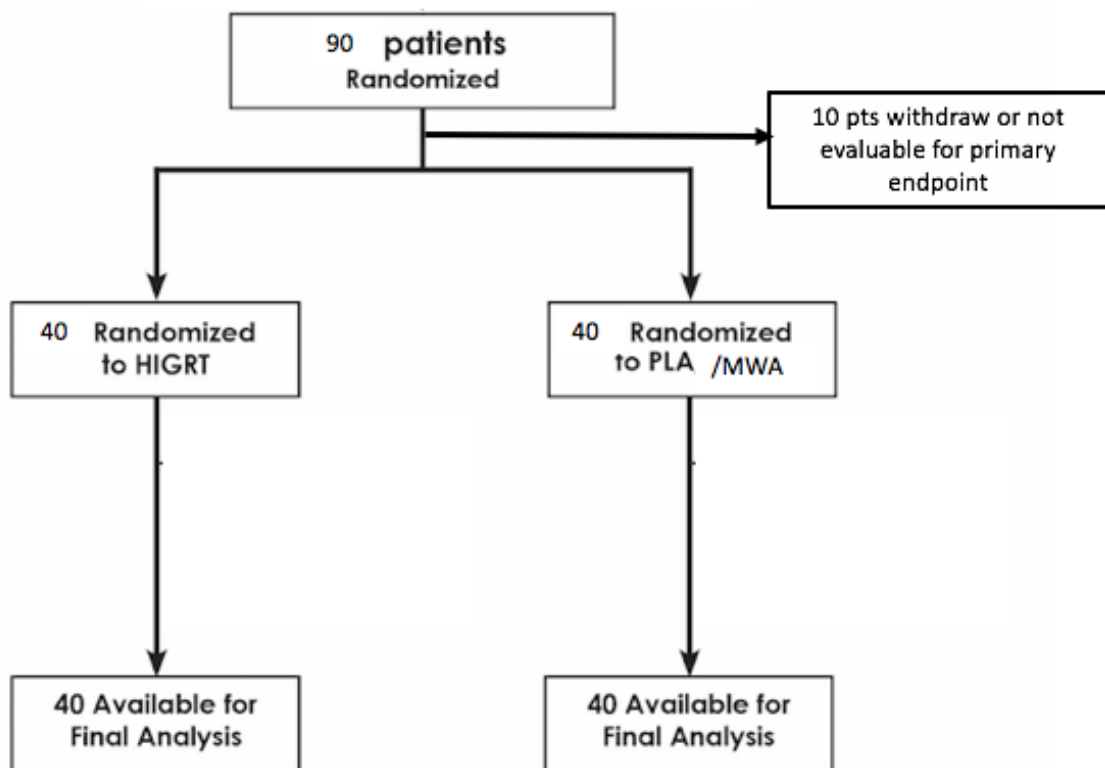 90 patients
Randomized
10 pts withdraw or not
evaluable for primary
endpoint
40 Randomized
to HIGRT
40 Randomized
to PLA /MWA
40 Available for
Final Analysis
40 Available for
Final Analysis